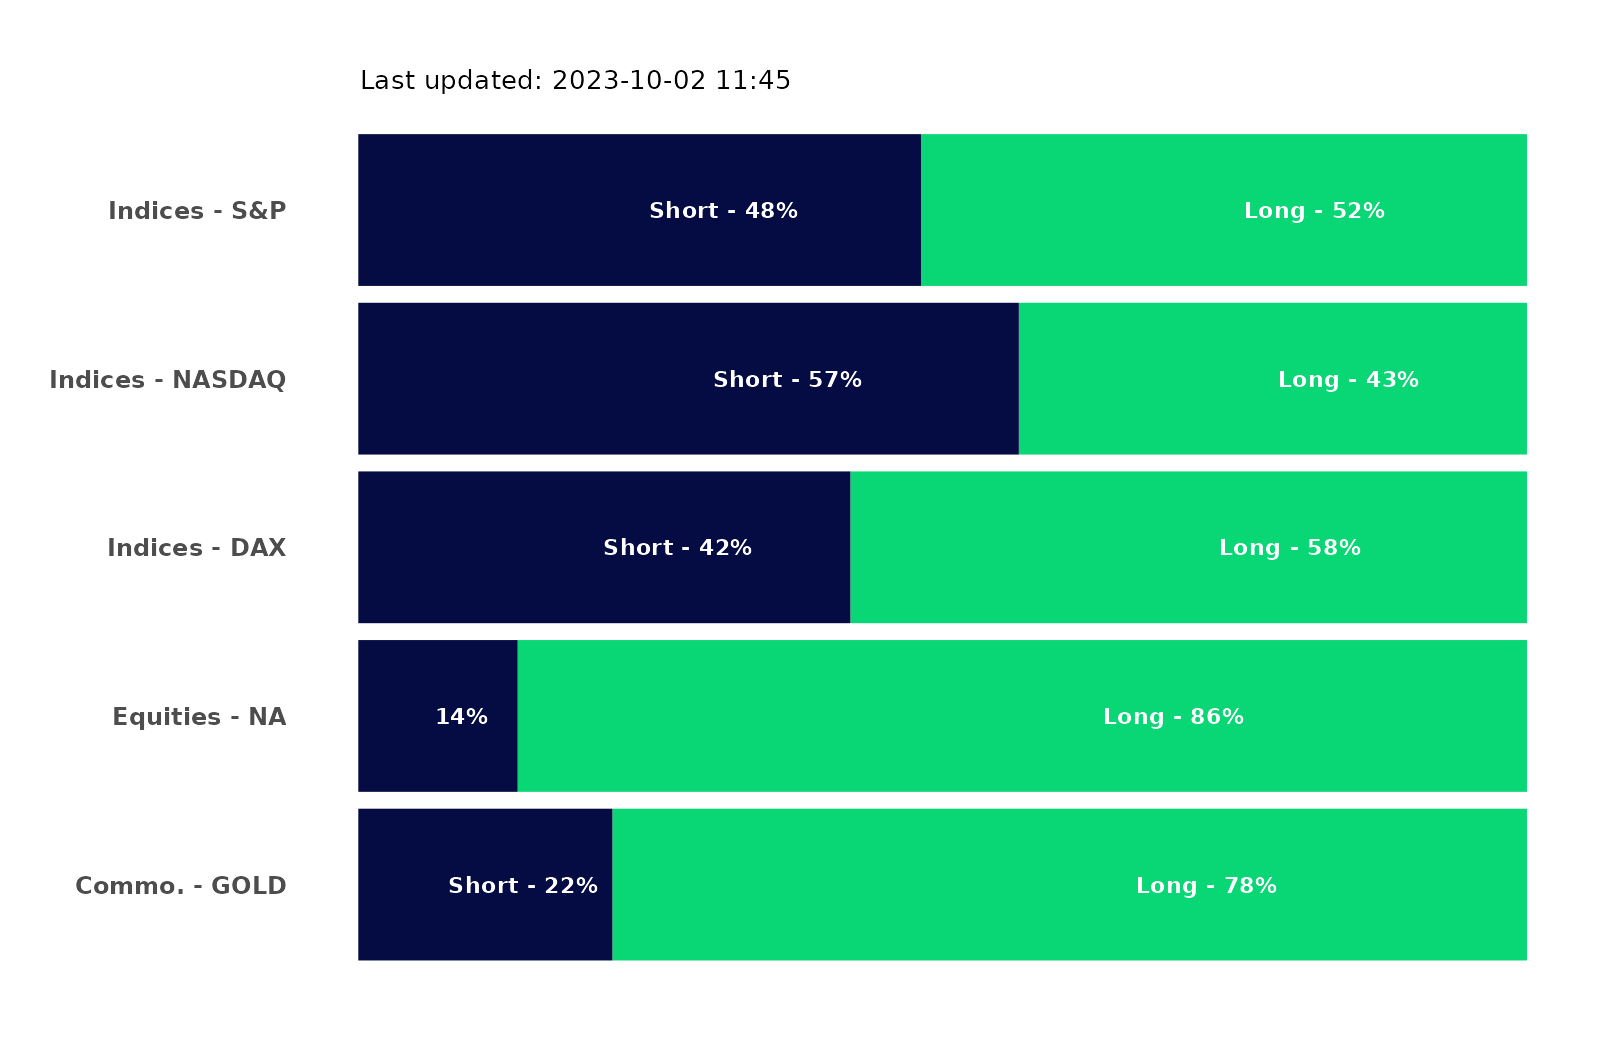 Last updated: 2023-10-02 11:45
Indices - S&P Short - 48% Long - 52%
Indices - NASDAQ Short - 57% Long - 43%
Indices - DAX Short - 42% Long - 58%
Equities - NA 14% Long - 86%
Commo. - GOLD Short - 22% Long - 78%